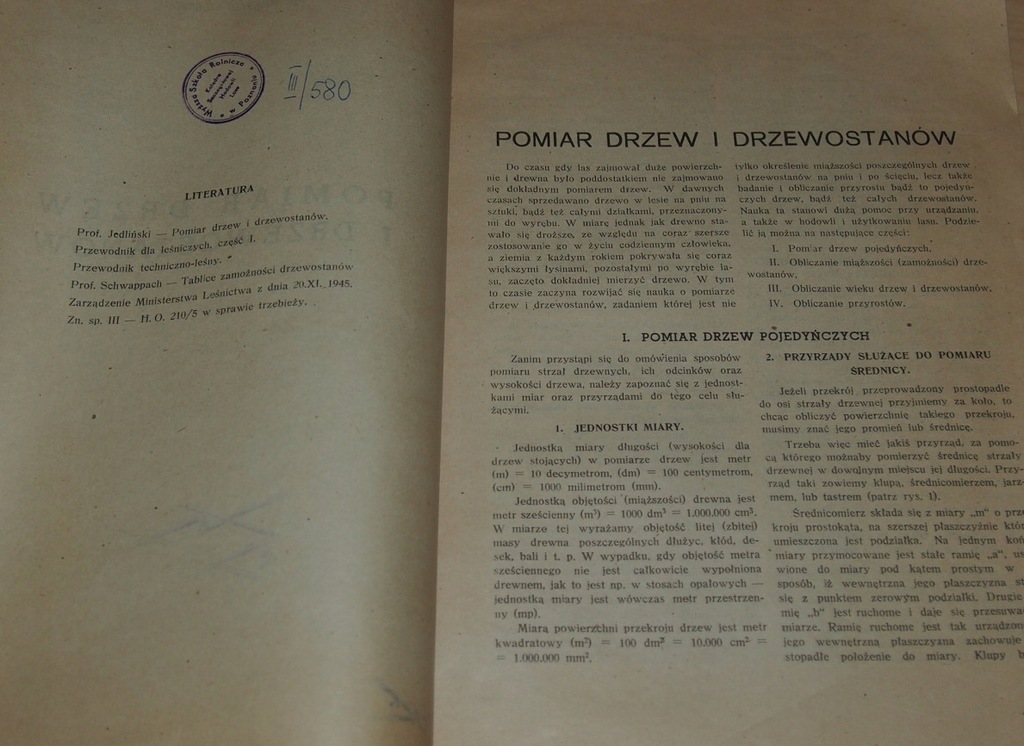 Wyższa Szkoła Rolnicza
w Poznaniu
III/580
LITERATURA
Prof. Jedliński — Pomiar drzew i drzewostanów.
Przewodnik dla leśniczych, część I.
Przewodnik techniczno-leśny.
Prof. Schwappach — Tablice zamożności drzewostanów
Zarządzenie Ministerstwa Leśnictwa z dnia 20.XI. 1945.
Zn. sp. III — H. O. 210/5 w sprawie trzebieży.
POMIAR DRZEW I DRZEWOSTANÓW
Do czasu gdy las zajmował duże powierzch-
nie i drewna było poddostatkiem nie zajmowano
się dokładnym pomiarem drzew. W dawnych
czasach sprzedawano drzewo w lesie na pniu na
sztuki, bądź też całymi działkami, przeznaczony-
mi do wyrębu. W miarę jednak jak drewno sta-
wało się droższe, ze względu na coraz szersze
zostosowanie go w życiu codziennym człowieka,
a ziemia z każdym rokiem pokrywała się coraz
większymi łysinami, pozostałymi po wyrębie la-
su, zaczęto dokładniej mierzyć drzewo. W tym
to czasie zaczyna rozwijać się nauka o pomiarze
drzew i drzewostanów, zadaniem której jest nie
tylko określenie miąższości poszczególnych drzew
i drzewostanów na pniu i po ścięciu, lecz także
badanie i obliczanie przyrostu bądź to pojedyn-
czych drzew, bądź też całych drzewostanów.
Nauka ta stanowi dużą pomoc przy urządzaniu,
a także w hodowli i użytkowaniu lasu. Podzie-
lić ją można na następujące części:
I. Pomiar drzew pojedyńczych,
II. Obliczanie miąższości (zamożności) drze-
wostanów,
III. Obliczanie wieku drzew i drzewostanów,
IV. Obliczanie przyrostów.
I. POMIAR DRZEW POJEDYŃCZYCH
Zanim przystąpi się do omówienia sposobów
pomiaru strzał drzewnych, ich odcinków oraz
wysokości drzewa, należy zapoznać się z jednost-
kami miar oraz przyrządami do tego celu słu-
żącymi.
1. JEDNOSTKI MIARY.
Jednostką miary długości (wysokości dla
drzew stojących) w pomiarze drzew jest metr
(m) = 10 decymetrom, (dm) = 100 centymetrom,
(cm) = 1000 milimetrom (mm).
Jednostką objętości (miąższości) drewna jest
metr sześcienny (m³) = 1000 dm³ = 1.000.000 cm³.
W miarze tej wyrażamy objętość litej (zbitej)
masy drewna poszczególnych dłużyc, kłód, de-
sek, bali i t. p. W wypadku, gdy objętość metra
sześciennego nie jest całkowicie wypełniona
drewnem, jak to jest np. w stosach opałowych —
jednostką miary jest wówczas metr przestrzen-
ny (mp).
Miarą powierzchni przekroju drzew jest metr
kwadratowy (m²) = 100 dm² = 10.000 cm² =
= 1.000.000 mm².
2. PRZYRZĄDY SŁUŻĄCE DO POMIARU
ŚREDNICY.
Jeżeli przekrój przeprowadzony prostopadle
do osi strzały drzewnej przyjmiemy za koło, to
chcąc obliczyć powierzchnię takiego przekroju,
musimy znać jego promień lub średnicę.
Trzeba więc mieć jakiś przyrząd, za pomo-
cą którego możnaby pomierzyć średnicę strzały
drzewnej w dowolnym miejscu jej długości. Przy-
rząd taki zowiemy klupą, średnicomierzem, jarz-
mem, lub tastrem (patrz rys. 1).
Średnicomierz składa się z miary „m" o prze
kroju prostokąta, na szerszej płaszczyźnie któr
umieszczona jest podziałka. Na jednym koń
miary przymocowane jest stałe ramię „a", us
wione do miary pod kątem prostym w
sposób, iż wewnętrzna jego płaszczyzna st
się z punktem zerowym podziałki. Drugie
mię „b" jest ruchome i daje się przesuwa
miarze. Ramię ruchome jest tak urządzon
jego wewnętrzna płaszczyzna zachowuje
stopadłe położenie do miary. Klupy b